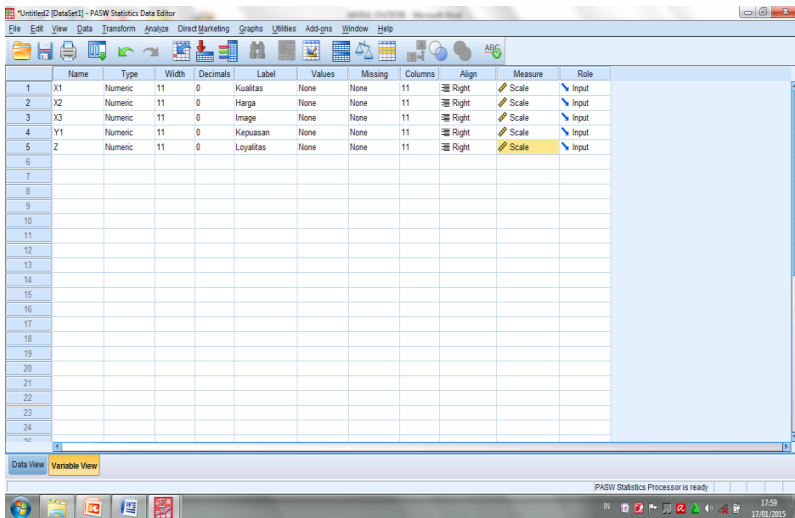 *Untitled2 [DataSet1] - PASW Statistics Data Editor
File Edit View Data Transform Analyze Direct Marketing Graphs Utilities Add-ons Window Help
Name Type Width Decimals Label Values Missing Columns Align Measure Role
1 X1 Numeric 11 0 Kualitas None None 11 Right Scale Input
2 X2 Numeric 11 0 Harga None None 11 Right Scale Input
3 X3 Numeric 11 0 Image None None 11 Right Scale Input
4 Y1 Numeric 11 0 Kepuasan None None 11 Right Scale Input
5 Z Numeric 11 0 Loyalitas None None 11 Right Scale Input
6
7
8
9
10
11
12
13
14
15
16
17
18
19
20
21
22
23
24
Data View Variable View
PASW Statistics Processor is ready
IN
17:59
17/01/2015